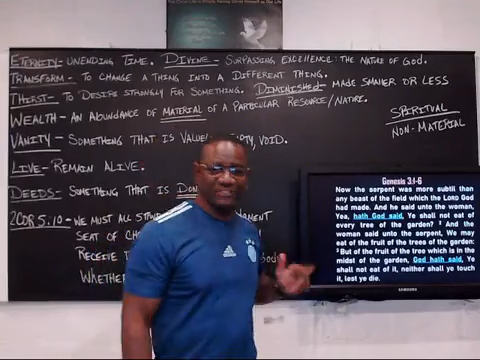 Eternity - Unending Time. Divine - Surpassing Excellence: The Nature of God.
Transform - To change a thing into a different thing.
Thirst - To desire strongly for something. Diminished - Made smaller or less
Wealth - An abundance of material of a particular resource/nature.
Spiritual
Non-Material
Vanity - Something that is Void.
Live - Remain alive.
Deeds - Something that is
2 Cor 5:10 - We must all
Seat of
Receive
Whether
Genesis 3:1-6
Now the serpent was more subtil than
any beast of the field which the LORD God
had made. And he said unto the woman,
Yea, hath God said, Ye shall not eat of
every tree of the garden? ² And the
woman said unto the serpent, We may
eat of the fruit of the trees of the garden:
³ But of the fruit of the tree which is in the
midst of the garden, God hath said, Ye
shall not eat of it, neither shall ye touch
it, lest ye die.
SAMSUNG
adidas